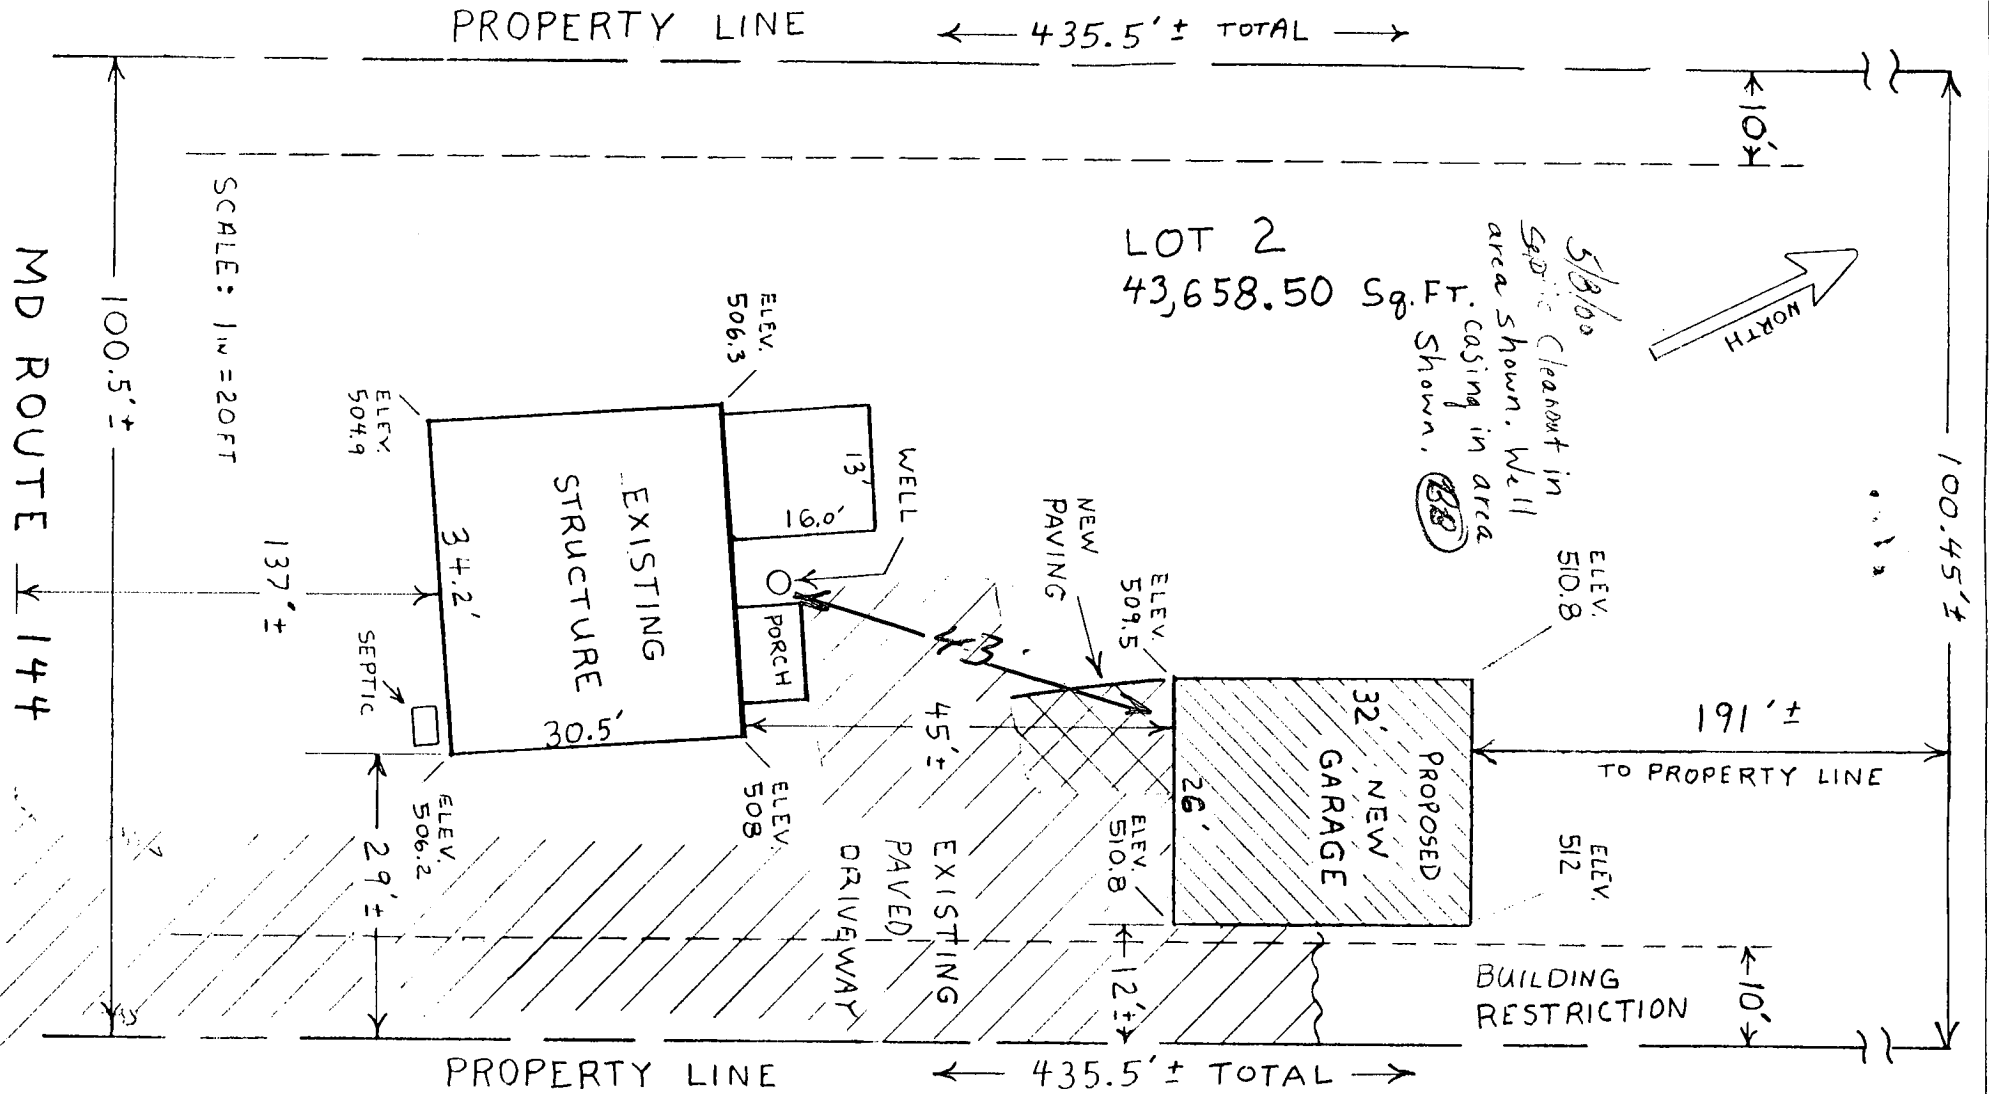 PROPERTY LINE ← 435.5'± TOTAL →
10'
SCALE: 1 IN = 20 FT
MD ROUTE 144
100.5'±
137'±
LOT 2
43,658.50 Sq. FT.
5/8/00
Septic Cleanout in
area shown. Well
Casing in area
Shown.
NORTH
100.45'±
ELEV.
506.3
ELEV.
504.9
EXISTING
STRUCTURE
34.2'
30.5'
13'
16.0'
WELL
PORCH
SEPTIC
43
NEW
PAVING
ELEV.
509.5
ELEV.
510.8
45'±
PROPOSED
NEW
GARAGE
32'
26'
191'±
TO PROPERTY LINE
ELEV
508
ELEV.
506.2
29'±
EXISTING
PAVED
DRIVEWAY
ELEV.
510.8
ELEV.
512
12'±
BUILDING
RESTRICTION
10'
PROPERTY LINE ← 435.5'± TOTAL →